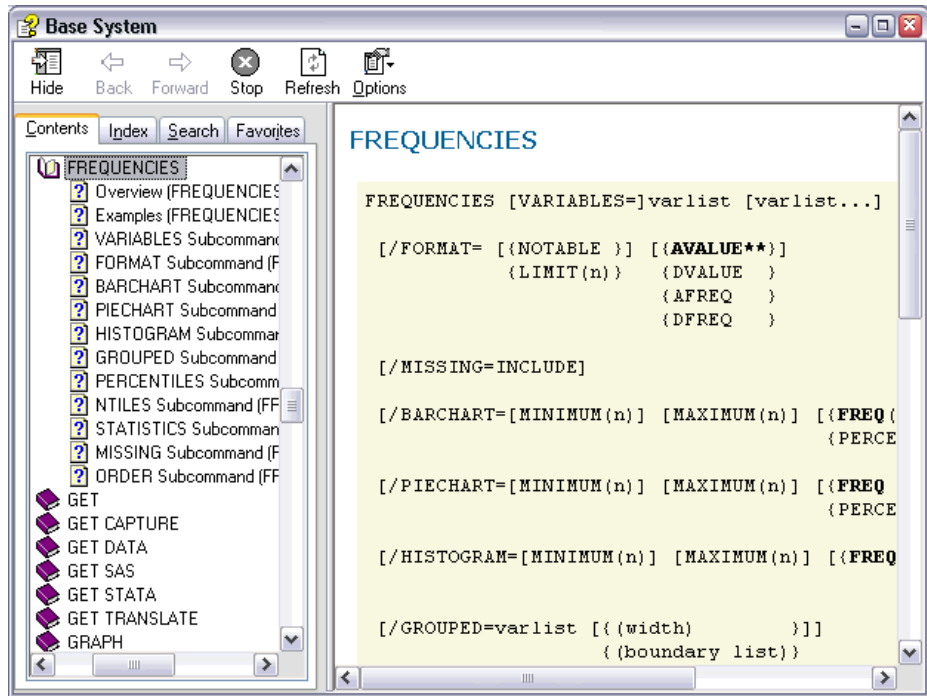 Base System
Hide Back Forward Stop Refresh Options
Contents Index Search Favorites
FREQUENCIES
Overview (FREQUENCIES
Examples (FREQUENCIES
VARIABLES Subcommand
FORMAT Subcommand (F
BARCHART Subcommand
PIECHART Subcommand
HISTOGRAM Subcommar
GROUPED Subcommand
PERCENTILES Subcomm
NTILES Subcommand (FF
STATISTICS Subcomman
MISSING Subcommand (F
ORDER Subcommand (FF
GET
GET CAPTURE
GET DATA
GET SAS
GET STATA
GET TRANSLATE
GRAPH
FREQUENCIES
FREQUENCIES [VARIABLES=]varlist [varlist...]
[/FORMAT= [{NOTABLE }] [{AVALUE**}]
{LIMIT(n)} {DVALUE }
{AFREQ }
{DFREQ }
[/MISSING=INCLUDE]
[/BARCHART=[MINIMUM(n)] [MAXIMUM(n)] [{FREQ(
{PERCE
[/PIECHART=[MINIMUM(n)] [MAXIMUM(n)] [{FREQ
{PERCE
[/HISTOGRAM=[MINIMUM(n)] [MAXIMUM(n)] [{FREQ
[/GROUPED=varlist [{(width) }]]
{(boundary list)}